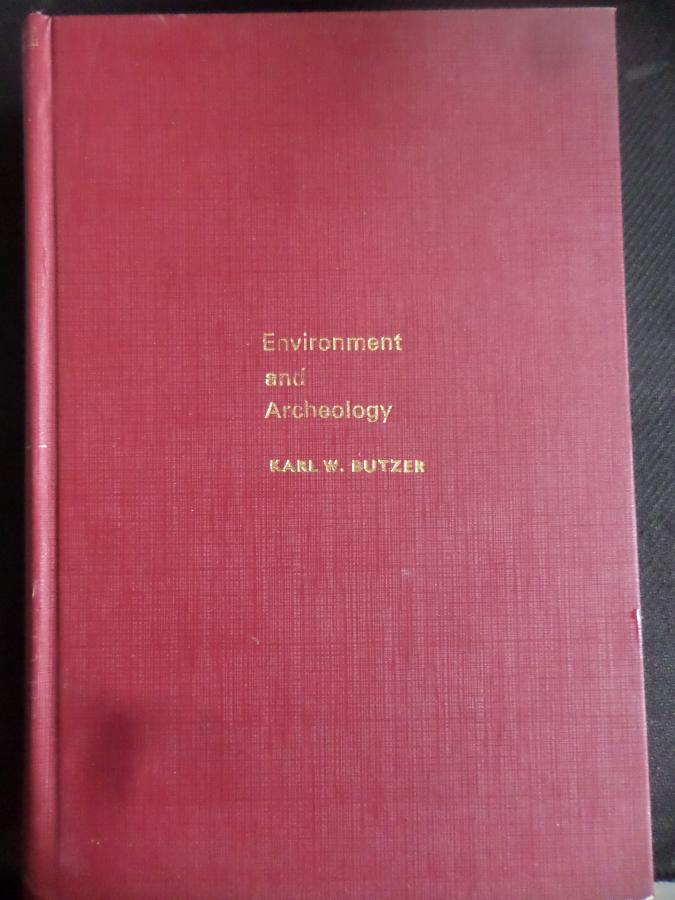 Environment
and
Archeology
KARL W. BUTZER